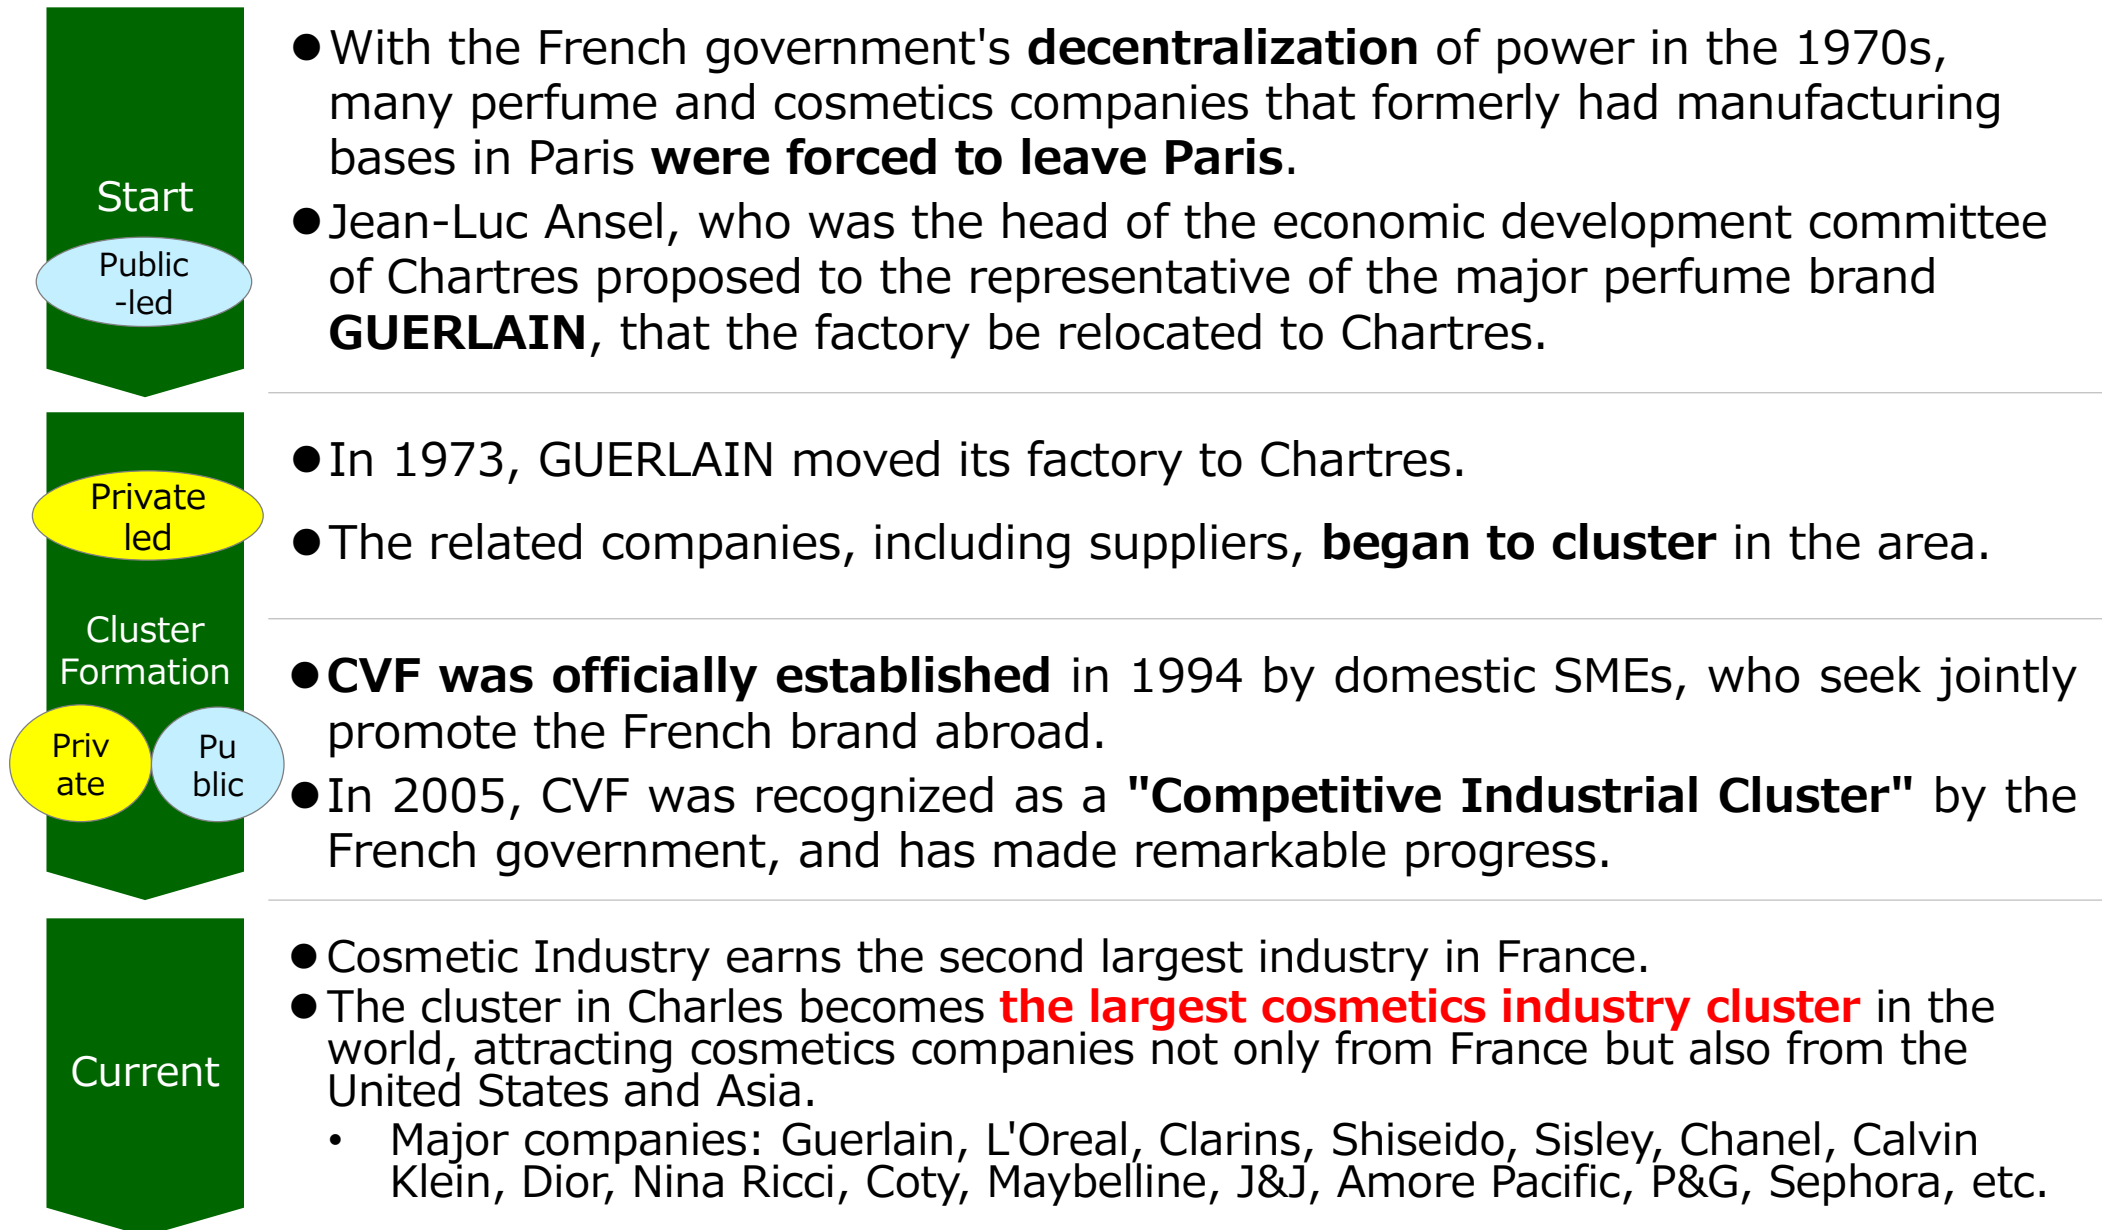 Start
Public
-led
●With the French government's decentralization of power in the 1970s,
many perfume and cosmetics companies that formerly had manufacturing
bases in Paris were forced to leave Paris.
●Jean-Luc Ansel, who was the head of the economic development committee
of Chartres proposed to the representative of the major perfume brand
GUERLAIN, that the factory be relocated to Chartres.
Private
led
●In 1973, GUERLAIN moved its factory to Chartres.
●The related companies, including suppliers, began to cluster in the area.
Cluster
Formation
Priv
ate
Pu
blic
●CVF was officially established in 1994 by domestic SMEs, who seek jointly
promote the French brand abroad.
●In 2005, CVF was recognized as a "Competitive Industrial Cluster" by the
French government, and has made remarkable progress.
Current
●Cosmetic Industry earns the second largest industry in France.
●The cluster in Charles becomes the largest cosmetics industry cluster in the
world, attracting cosmetics companies not only from France but also from the
United States and Asia.
• Major companies: Guerlain, L'Oreal, Clarins, Shiseido, Sisley, Chanel, Calvin
Klein, Dior, Nina Ricci, Coty, Maybelline, J&J, Amore Pacific, P&G, Sephora, etc.